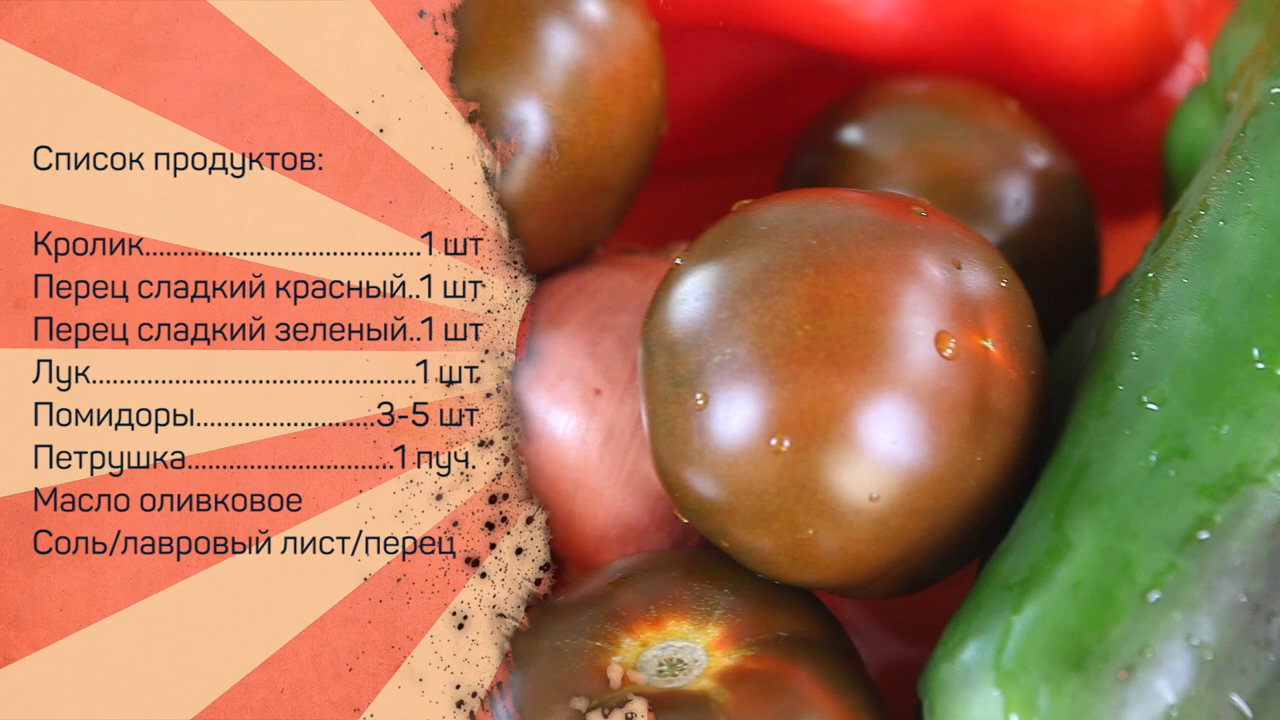 Список продуктов:
Кролик.......................................1 шт
Перец сладкий красный..1 шт
Перец сладкий зеленый..1 шт
Лук..............................................1 шт.
Помидоры..........................3-5 шт
Петрушка.............................1 пуч.
Масло оливковое
Соль/лавровый лист/перец